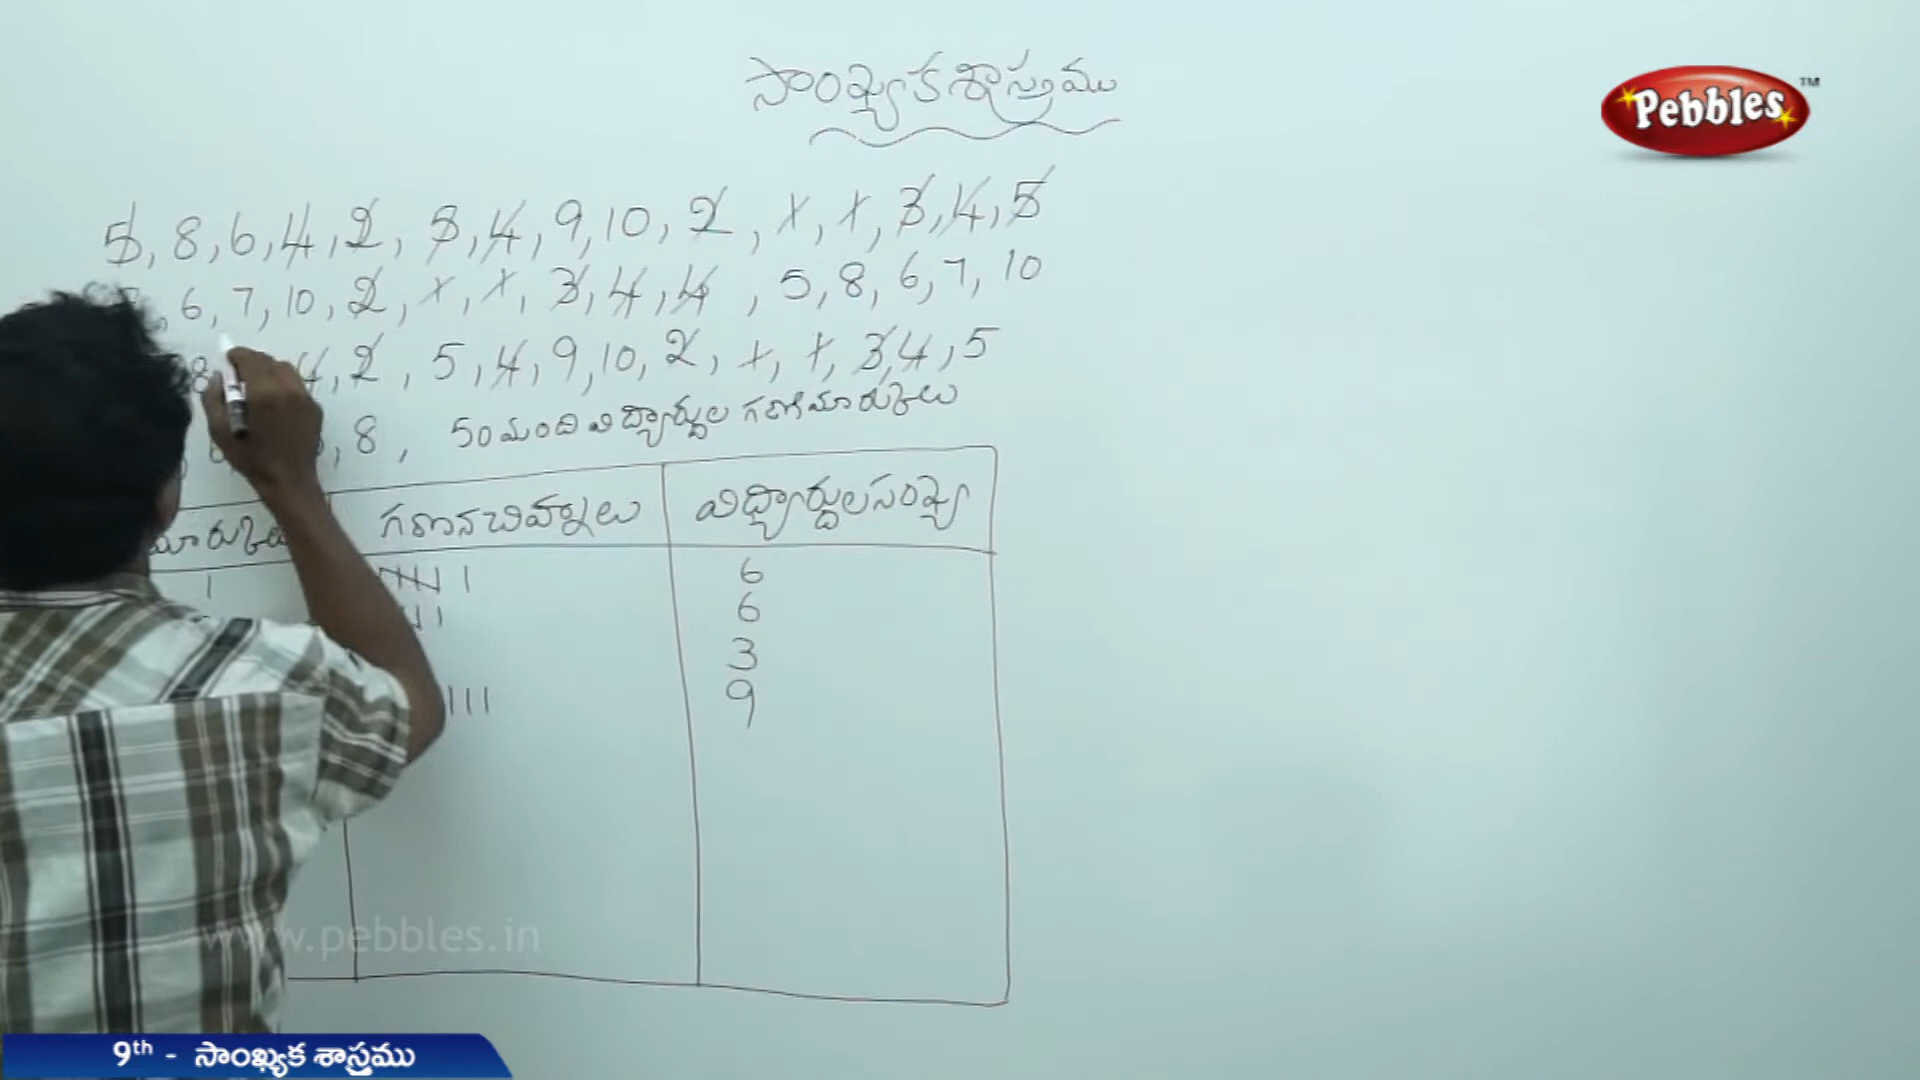 సాంఖ్యక శాస్త్రము
Pebbles™
5, 8, 6, 4, 2, 5, 4, 9, 10, 2, 1, 1, 3, 4, 5
6, 7, 10, 2, 1, 1, 3, 4, 4, 5, 8, 6, 7, 10
8 4, 2, 5, 4, 9, 10, 2, 1, 1, 3, 4, 5
8, 50 మంది విద్యార్థుల గణిత మార్కులు
మార్కులు గణన చిహ్నాలు విద్యార్థుల సంఖ్య
1 6
6
3
9
www.pebbles.in
9th - సాంఖ్యక శాస్త్రము